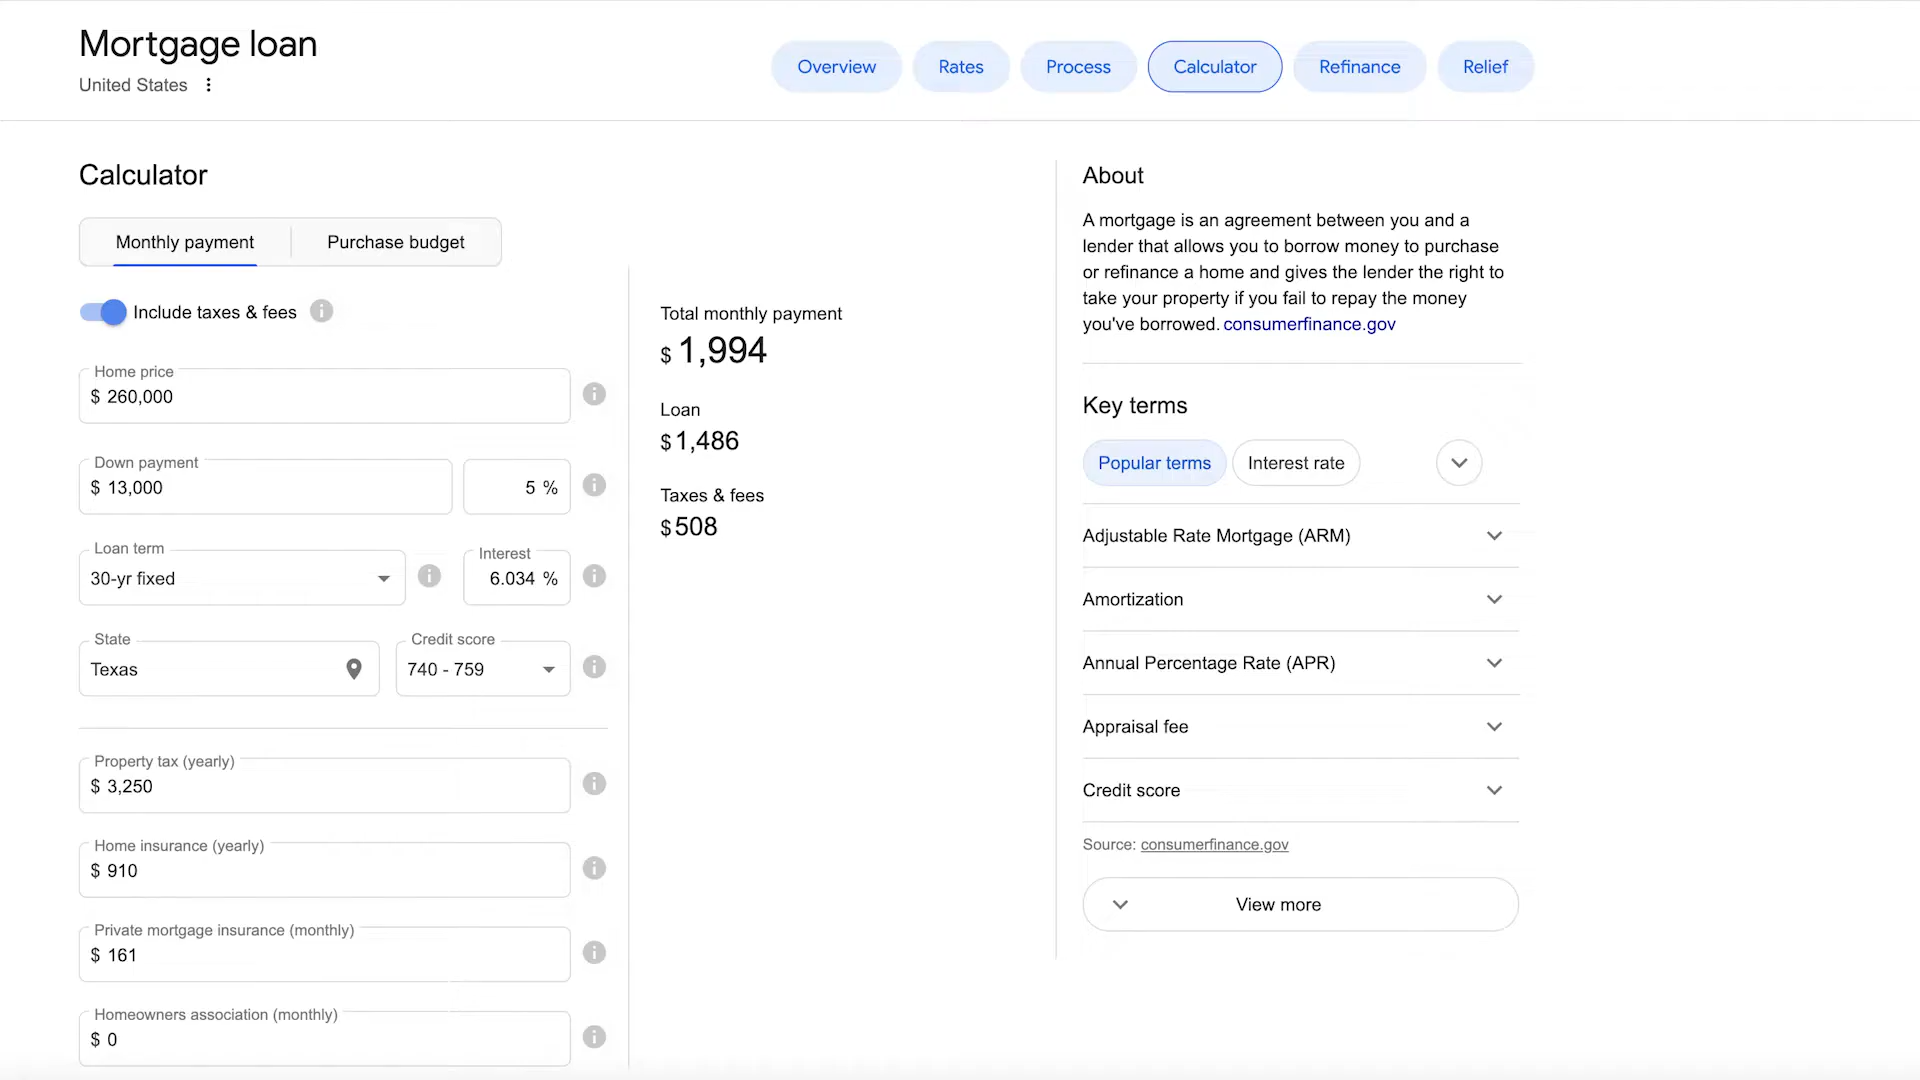 Mortgage loan
United States
Overview
Rates
Process
Calculator
Refinance
Relief
Calculator
Monthly payment
Purchase budget
Include taxes & fees
Home price
$ 260,000
Down payment
$ 13,000
5 %
Loan term
30-yr fixed
Interest
6.034 %
State
Texas
Credit score
740 - 759
Property tax (yearly)
$ 3,250
Home insurance (yearly)
$ 910
Private mortgage insurance (monthly)
$ 161
Homeowners association (monthly)
$ 0
Total monthly payment
$ 1,994
Loan
$ 1,486
Taxes & fees
$ 508
About
A mortgage is an agreement between you and a
lender that allows you to borrow money to purchase
or refinance a home and gives the lender the right to
take your property if you fail to repay the money
you've borrowed. consumerfinance.gov
Key terms
Popular terms
Interest rate
Adjustable Rate Mortgage (ARM)
Amortization
Annual Percentage Rate (APR)
Appraisal fee
Credit score
Source: consumerfinance.gov
View more